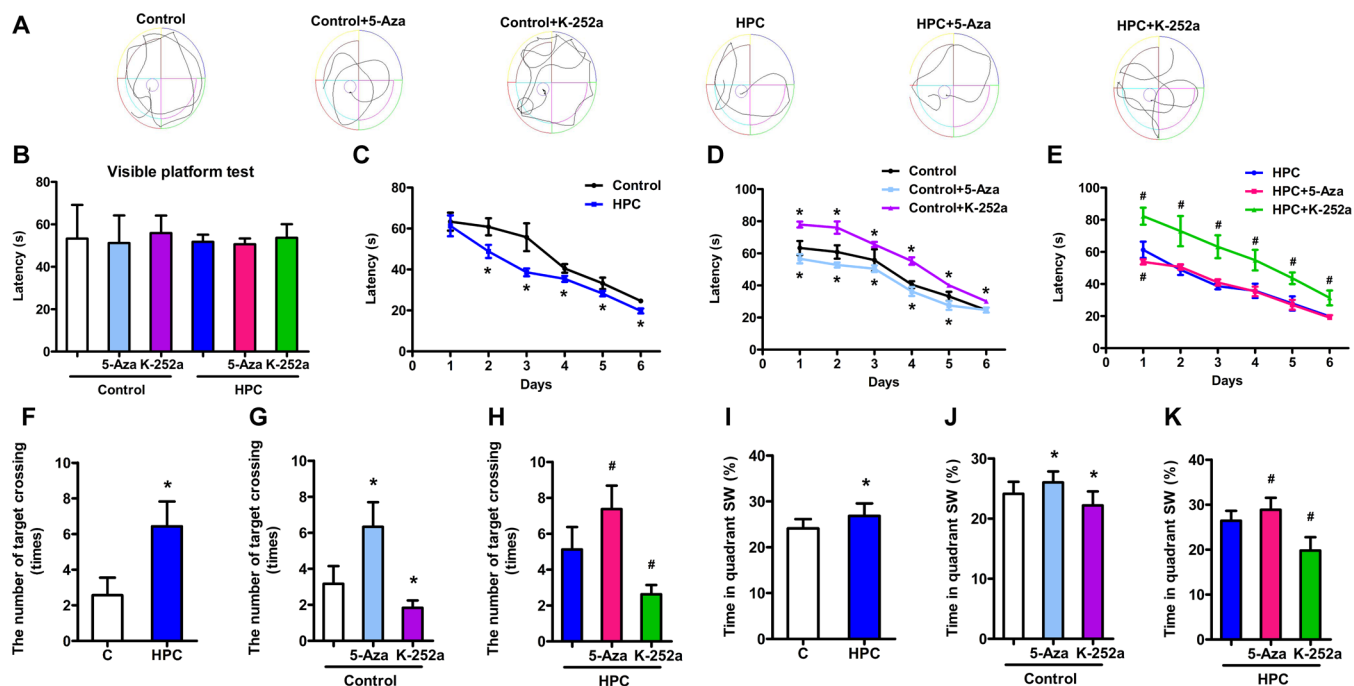 A
Control
Control+5-Aza
Control+K-252a
HPC
HPC+5-Aza
HPC+K-252a
B
Visible platform test
Latency (s)
80
60
40
20
0
5-Aza K-252a
5-Aza K-252a
Control
HPC
C
Latency (s)
80
60
40
20
0
Control
HPC
*
*
*
*
*
0
1
2
3
4
5
6
Days
D
Latency (s)
100
80
60
40
20
0
Control
Control+5-Aza
Control+K-252a
*
*
*
*
*
*
*
*
*
*
*
0
1
2
3
4
5
6
Days
E
Latency (s)
100
80
60
40
20
0
HPC
HPC+5-Aza
HPC+K-252a
#
#
#
#
#
#
#
0
1
2
3
4
5
6
Days
F
The number of target crossing
(times)
10
8
6
4
2
0
*
C
HPC
G
The number of target crossing
(times)
10
8
6
4
2
0
*
*
5-Aza K-252a
Control
H
The number of target crossing
(times)
10
8
6
4
2
0
#
#
5-Aza K-252a
HPC
I
Time in quadrant SW (%)
40
30
20
10
0
*
C
HPC
J
Time in quadrant SW (%)
30
20
10
0
*
*
5-Aza K-252a
Control
K
Time in quadrant SW (%)
40
30
20
10
0
#
#
5-Aza K-252a
HPC